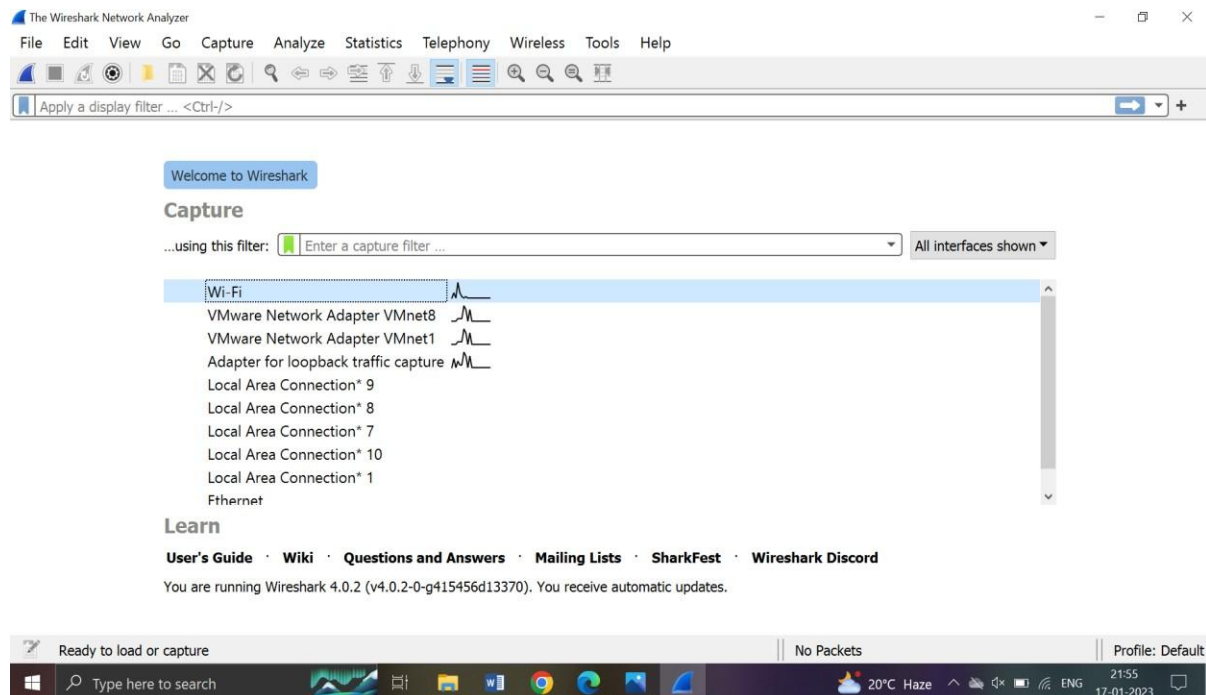 The Wireshark Network Analyzer
File Edit View Go Capture Analyze Statistics Telephony Wireless Tools Help
Apply a display filter ... <Ctrl-/>
+
Welcome to Wireshark
Capture
...using this filter: Enter a capture filter ... All interfaces shown
Wi-Fi
VMware Network Adapter VMnet8
VMware Network Adapter VMnet1
Adapter for loopback traffic capture
Local Area Connection* 9
Local Area Connection* 8
Local Area Connection* 7
Local Area Connection* 10
Local Area Connection* 1
Ethernet
Learn
User's Guide · Wiki · Questions and Answers · Mailing Lists · SharkFest · Wireshark Discord
You are running Wireshark 4.0.2 (v4.0.2-0-g415456d13370). You receive automatic updates.
Ready to load or capture No Packets Profile: Default
Type here to search 20°C Haze ENG 21:55
17-01-2023